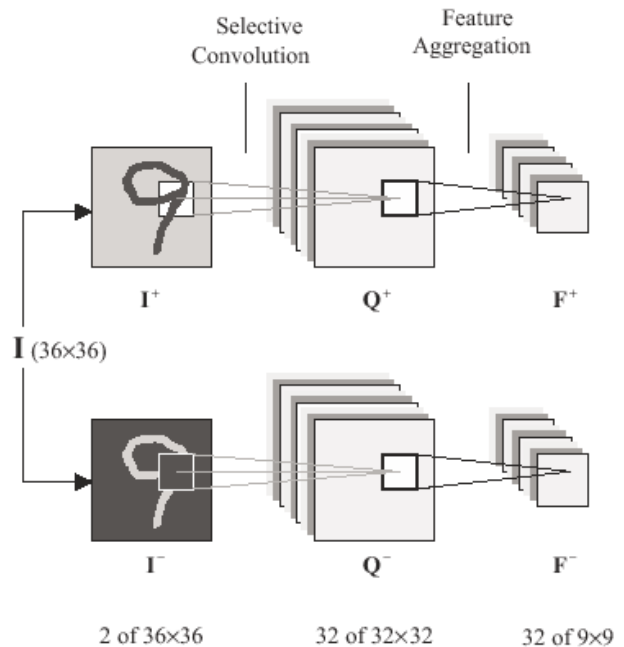 Selective
Convolution
Feature
Aggregation
I⁺
Q⁺
F⁺
I (36×36)
I⁻
Q⁻
F⁻
2 of 36×36
32 of 32×32
32 of 9×9